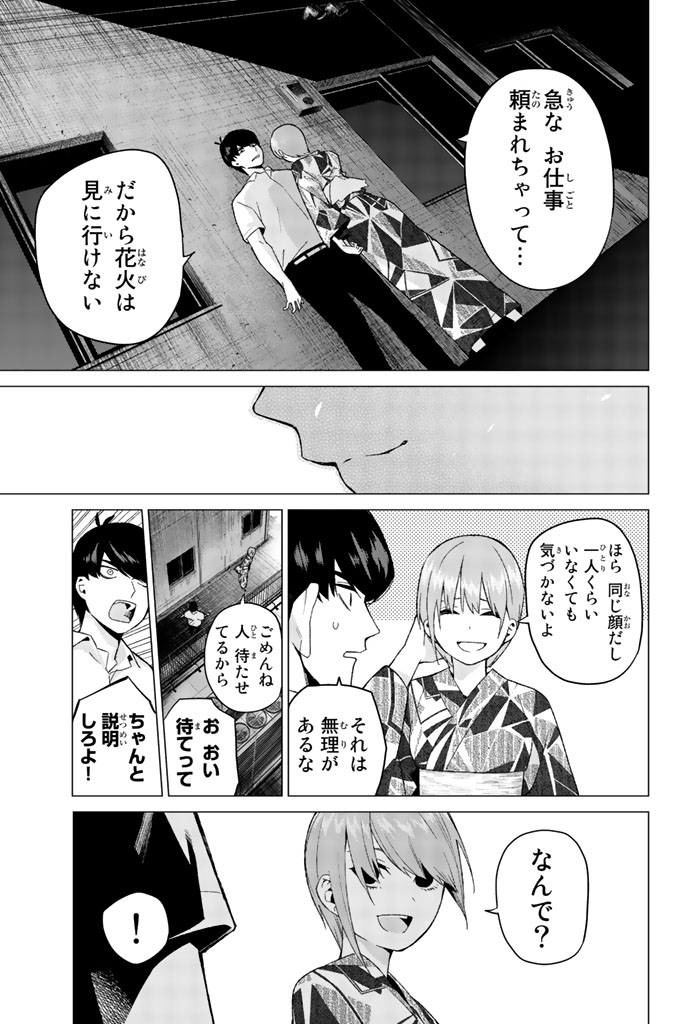 急な お仕事
頼まれちゃって…
だから花火は
見に行けない
ほら 同じ顔だし
一人くらい
いなくても
気づかないよ
それは
無理が
あるな
ごめんね
人 待たせ
てるから
お おい
待てって
ちゃんと
説明
しろよ！
なんで？
！